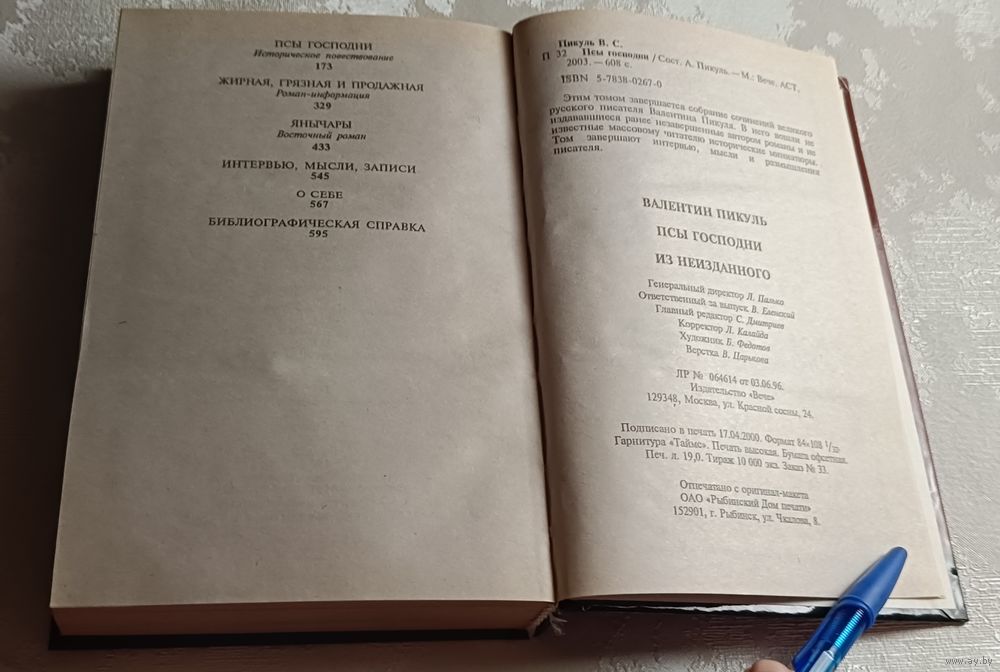 ПСЫ ГОСПОДНИ
Историческое повествование
173
ЖИРНАЯ, ГРЯЗНАЯ И ПРОДАЖНАЯ
Роман-информация
329
ЯНЫЧАРЫ
Восточный роман
433
ИНТЕРВЬЮ, МЫСЛИ, ЗАПИСИ
545
О СЕБЕ
567
БИБЛИОГРАФИЧЕСКАЯ СПРАВКА
595
Пикуль В. С.
П 32 Псы господни / Сост. А. Пикуль. — М.: Вече, АСТ,
2003. — 608 с.
ISBN 5-7838-0267-0
Этим томом завершается собрание сочинений великого
русского писателя Валентина Пикуля. В него вошли не
издававшиеся ранее незавершенные автором романы и не
известные массовому читателю исторические миниатюры.
Том завершают интервью, мысли и размышления
писателя.
ВАЛЕНТИН ПИКУЛЬ
ПСЫ ГОСПОДНИ
ИЗ НЕИЗДАННОГО
Генеральный директор Л. Палько
Ответственный за выпуск В. Еленский
Главный редактор С. Дмитриев
Корректор Л. Калайда
Художник Б. Федотов
Верстка В. Царькова
ЛР № 064614 от 03.06.96.
Издательство «Вече»
129348, Москва, ул. Красной сосны, 24.
Подписано в печать 17.04.2000. Формат 84×108 1/32.
Гарнитура «Таймс». Печать высокая. Бумага офсетная.
Печ. л. 19,0. Тираж 10 000 экз. Заказ № 33.
Отпечатано с оригинал-макета
ОАО «Рыбинский Дом печати»
152901, г. Рыбинск, ул. Чкалова, 8.
www.ay.by